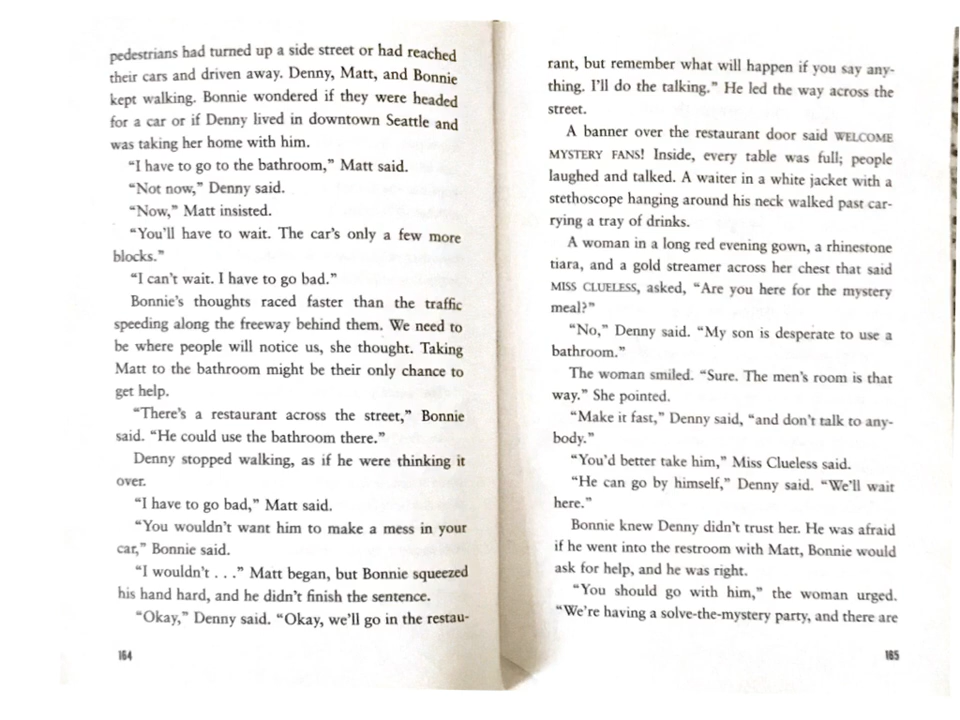 pedestrians had turned up a side street or had reached
their cars and driven away. Denny, Matt, and Bonnie
kept walking. Bonnie wondered if they were headed
for a car or if Denny lived in downtown Seattle and
was taking her home with him.
“I have to go to the bathroom,” Matt said.
“Not now,” Denny said.
“Now,” Matt insisted.
“You’ll have to wait. The car’s only a few more
blocks.”
“I can’t wait. I have to go bad.”
Bonnie’s thoughts raced faster than the traffic
speeding along the freeway behind them. We need to
be where people will notice us, she thought. Taking
Matt to the bathroom might be their only chance to
get help.
“There’s a restaurant across the street,” Bonnie
said. “He could use the bathroom there.”
Denny stopped walking, as if he were thinking it
over.
“I have to go bad,” Matt said.
“You wouldn’t want him to make a mess in your
car,” Bonnie said.
“I wouldn’t . . .” Matt began, but Bonnie squeezed
his hand hard, and he didn’t finish the sentence.
“Okay,” Denny said. “Okay, we’ll go in the restau-
164
rant, but remember what will happen if you say any-
thing. I’ll do the talking.” He led the way across the
street.
A banner over the restaurant door said WELCOME
MYSTERY FANS! Inside, every table was full; people
laughed and talked. A waiter in a white jacket with a
stethoscope hanging around his neck walked past car-
rying a tray of drinks.
A woman in a long red evening gown, a rhinestone
tiara, and a gold streamer across her chest that said
MISS CLUELESS, asked, “Are you here for the mystery
meal?”
“No,” Denny said. “My son is desperate to use a
bathroom.”
The woman smiled. “Sure. The men’s room is that
way.” She pointed.
“Make it fast,” Denny said, “and don’t talk to any-
body.”
“You’d better take him,” Miss Clueless said.
“He can go by himself,” Denny said. “We’ll wait
here.”
Bonnie knew Denny didn’t trust her. He was afraid
if he went into the restroom with Matt, Bonnie would
ask for help, and he was right.
“You should go with him,” the woman urged.
“We’re having a solve-the-mystery party, and there are
165